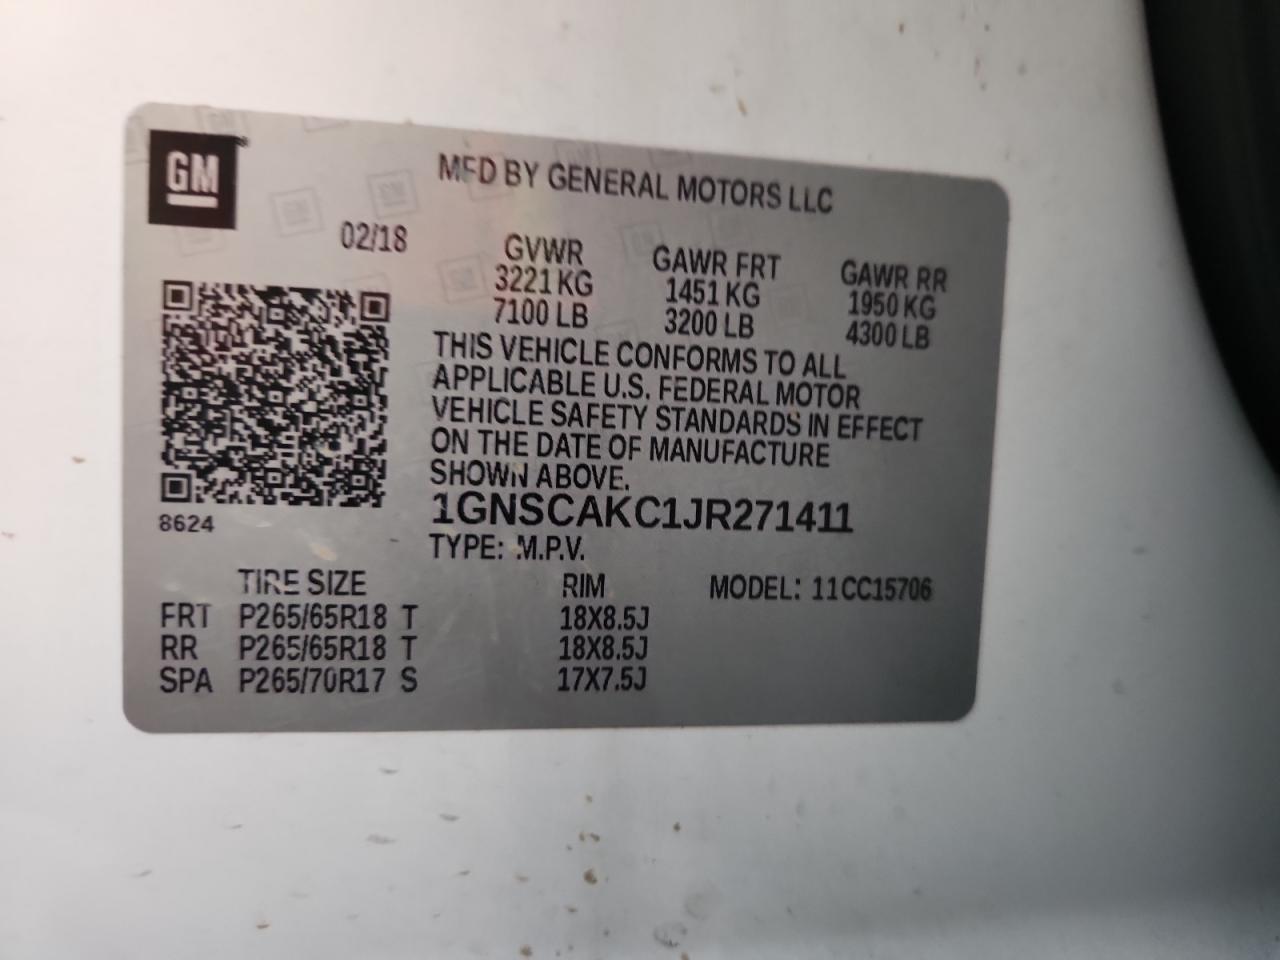 GM
MFD BY GENERAL MOTORS LLC
02/18
GVWR GAWR FRT GAWR RR
3221 KG 1451 KG 1950 KG
7100 LB 3200 LB 4300 LB
THIS VEHICLE CONFORMS TO ALL
APPLICABLE U.S. FEDERAL MOTOR
VEHICLE SAFETY STANDARDS IN EFFECT
ON THE DATE OF MANUFACTURE
SHOWN ABOVE.
1GNSCAKC1JR271411
8624
TYPE: M.P.V.
TIRE SIZE RIM MODEL: 11CC15706
FRT P265/65R18 T 18X8.5J
RR P265/65R18 T 18X8.5J
SPA P265/70R17 S 17X7.5J